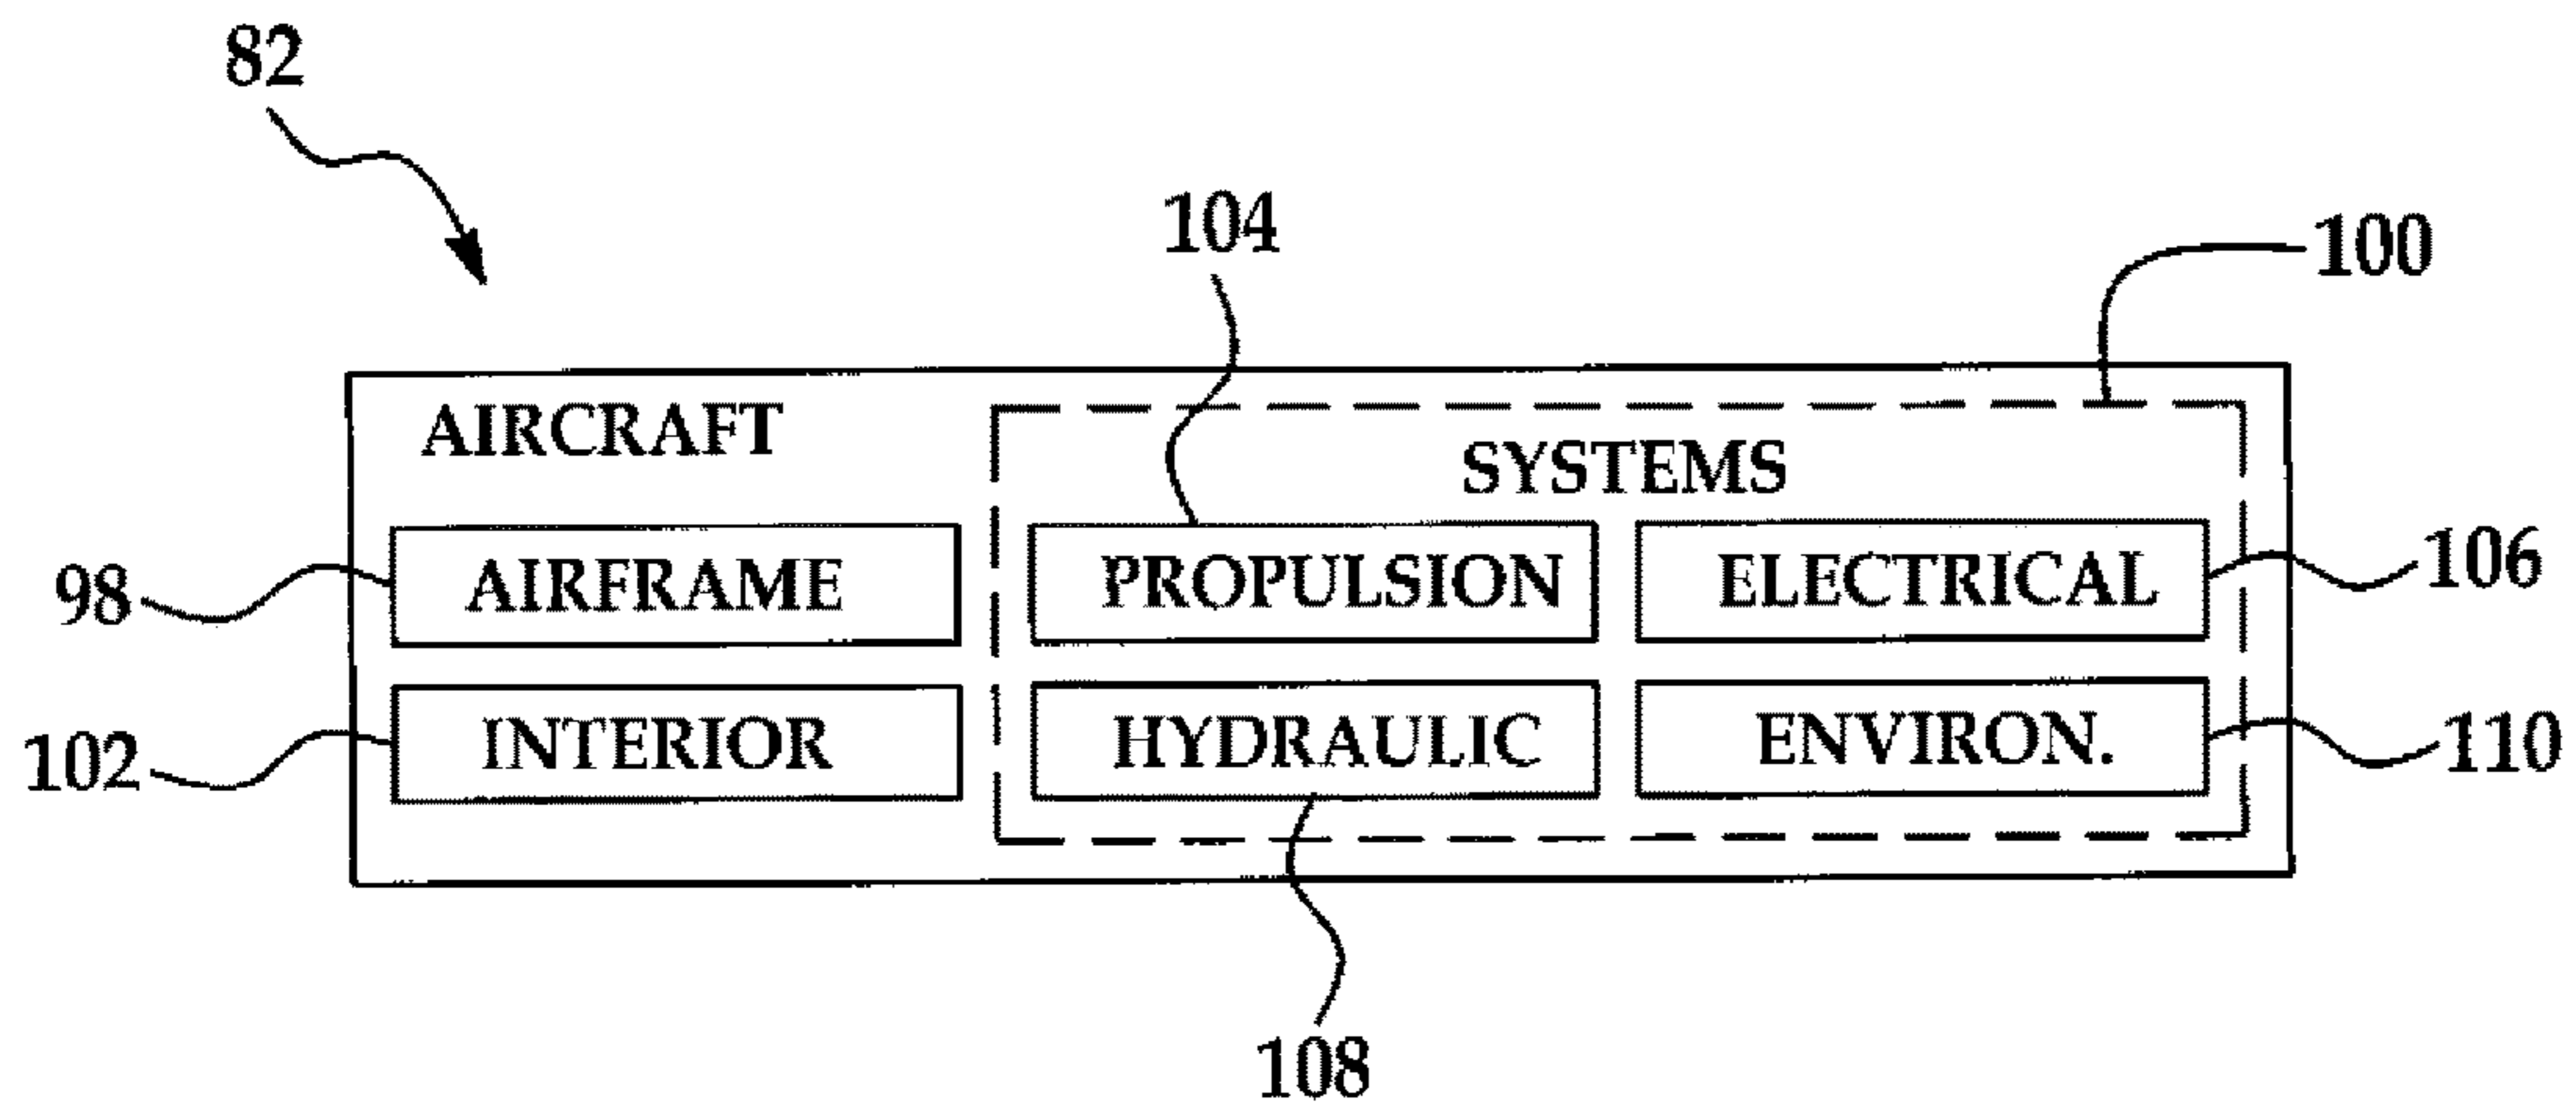 82
104
100
AIRCRAFT
SYSTEMS
98
AIRFRAME
PROPULSION
ELECTRICAL
106
102
INTERIOR
HYDRAULIC
ENVIRON.
110
108